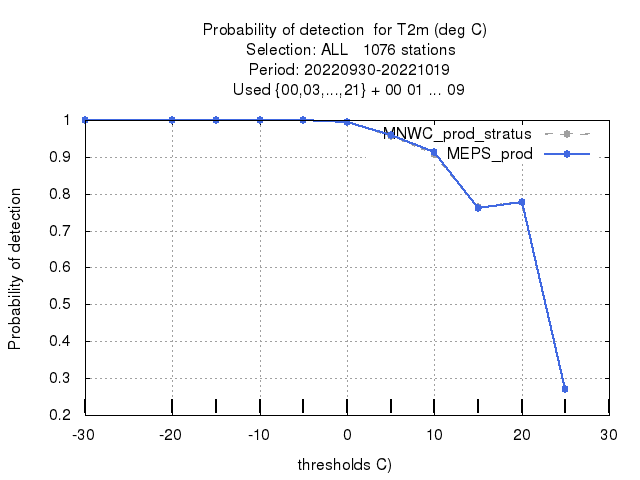 Probability of detection  for T2m (deg C)
Selection: ALL   1076 stations
Period: 20220930-20221019
Used {00,03,...,21} + 00 01 ... 09
MNWC_prod_stratus
MEPS_prod
Probability of detection
1
0.9
0.8
0.7
0.6
0.5
0.4
0.3
0.2
-30 -20 -10 0 10 20 30
thresholds C)